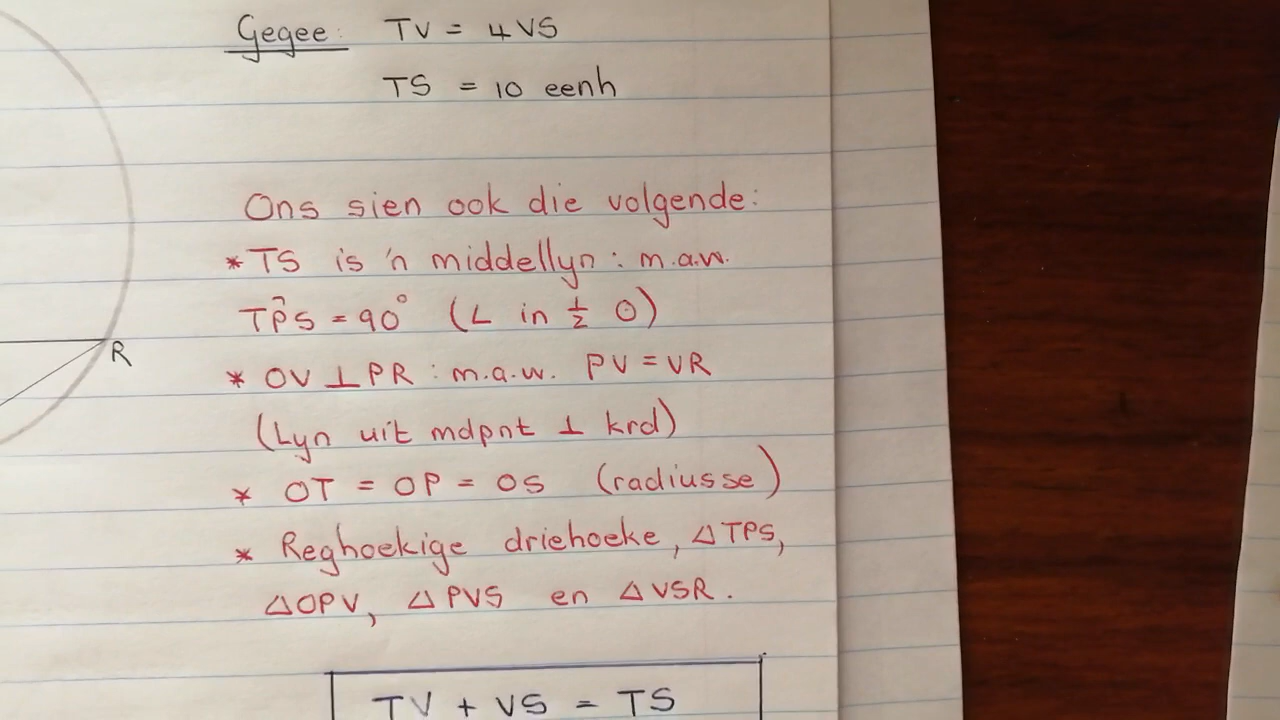 Gegee: TV = 4VS
TS = 10 eenh
Ons sien ook die volgende:
* TS is 'n middellyn: m.a.w.
TP̂S = 90° (∠ in ½ ⊙)
R
* OV ⊥ PR : m.a.w. PV = VR
(Lyn uit mdpnt ⊥ krd)
* OT = OP = OS (radiusse)
* Reghoekige driehoeke, △TPS,
△OPV, △PVS en △VSR.
TV + VS = TS